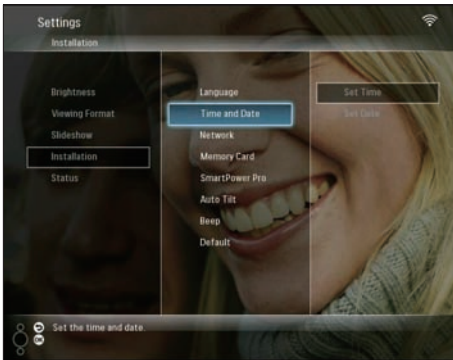 Settings
Installation
Brightness
Viewing Format
Slideshow
Installation
Status
Language
Time and Date
Network
Memory Card
SmartPower Pro
Auto Tilt
Beep
Default
Set Time
Set Date
Set the time and date.
OK